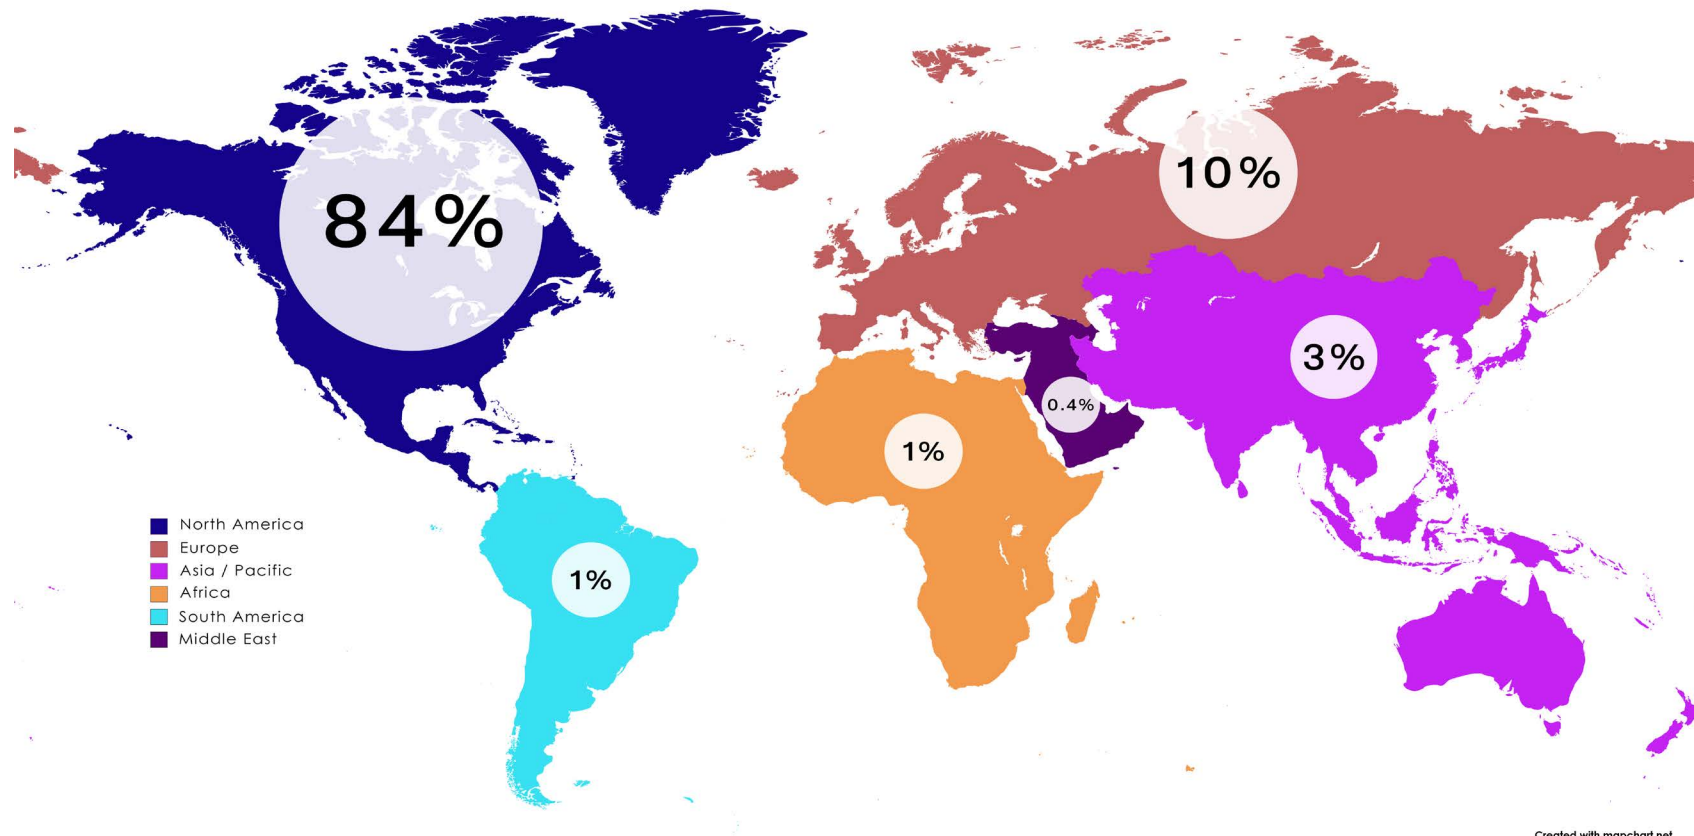 84%
10%
3%
0.4%
1%
1%
North America
Europe
Asia / Pacific
Africa
South America
Middle East
Created with mapchart.net